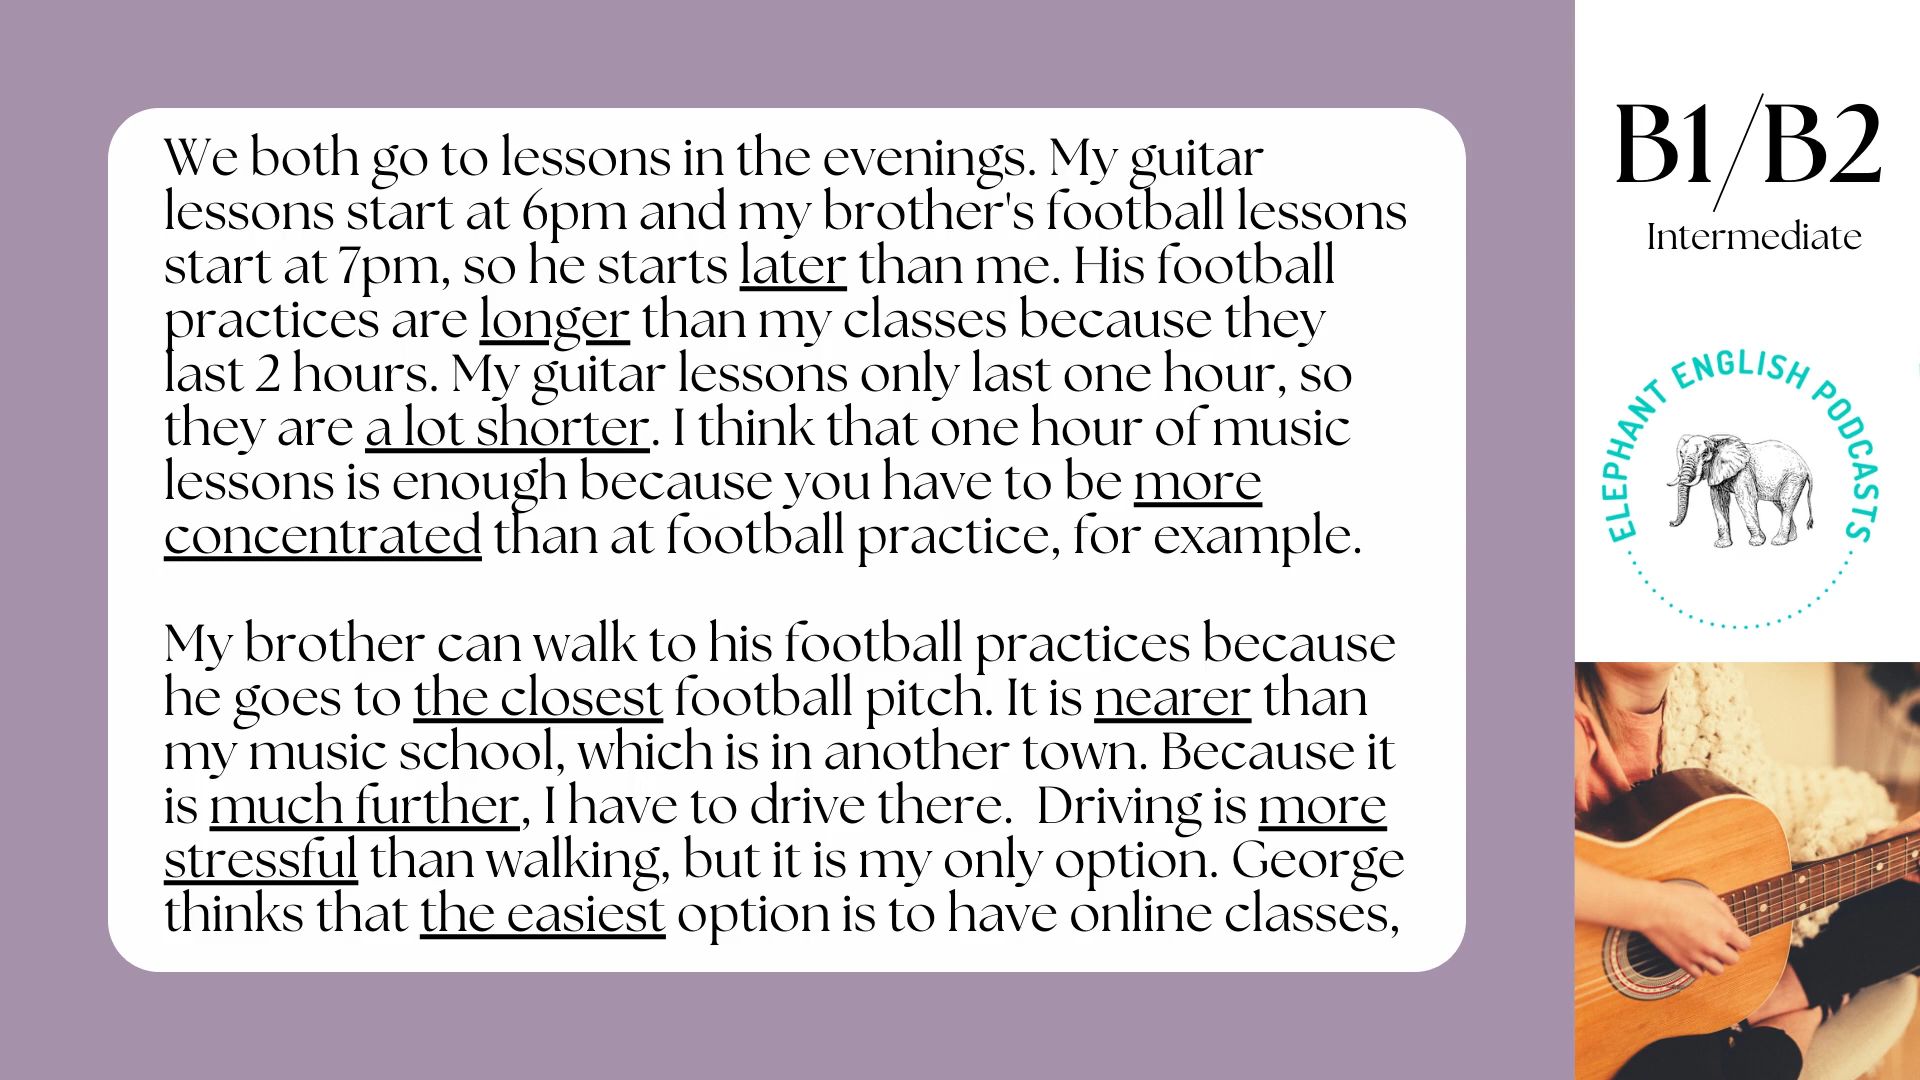 We both go to lessons in the evenings. My guitar
lessons start at 6pm and my brother's football lessons
start at 7pm, so he starts later than me. His football
practices are longer than my classes because they
last 2 hours. My guitar lessons only last one hour, so
they are a lot shorter. I think that one hour of music
lessons is enough because you have to be more
concentrated than at football practice, for example.
My brother can walk to his football practices because
he goes to the closest football pitch. It is nearer than
my music school, which is in another town. Because it
is much further, I have to drive there.  Driving is more
stressful than walking, but it is my only option. George
thinks that the easiest option is to have online classes,
B1/B2
Intermediate
ELEPHANT ENGLISH PODCASTS